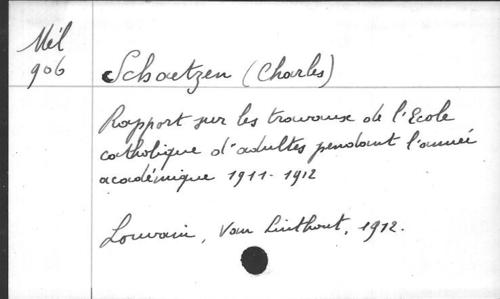 Mél
906
Schaetzen (Charles)
Rapport sur les travaux de l'Ecole
catholique d'adultes pendant l'année
académique 1911-1912
Louvain, Van Linthout, 1912.